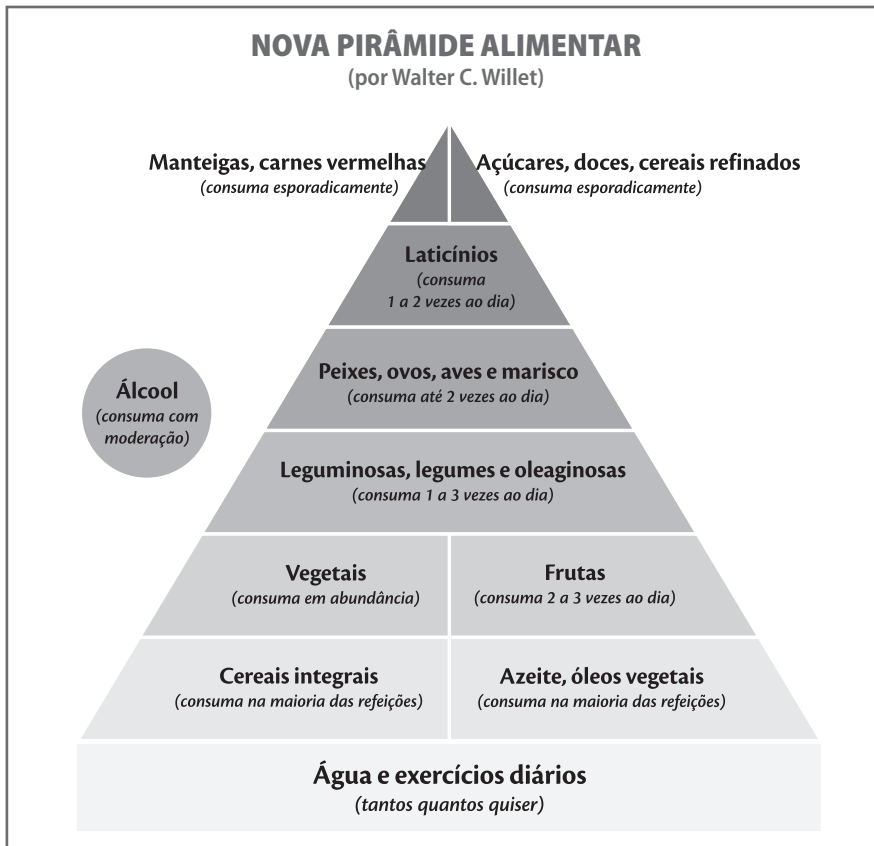 NOVA PIRÂMIDE ALIMENTAR
(por Walter C. Willet)
Manteigas, carnes vermelhas
(consuma esporadicamente)
Açúcares, doces, cereais refinados
(consuma esporadicamente)
Laticínios
(consuma
1 a 2 vezes ao dia)
Peixes, ovos, aves e marisco
(consuma até 2 vezes ao dia)
Álcool
(consuma com
moderação)
Leguminosas, legumes e oleaginosas
(consuma 1 a 3 vezes ao dia)
Vegetais
(consuma em abundância)
Frutas
(consuma 2 a 3 vezes ao dia)
Cereais integrais
(consuma na maioria das refeições)
Azeite, óleos vegetais
(consuma na maioria das refeições)
Água e exercícios diários
(tantos quantos quiser)